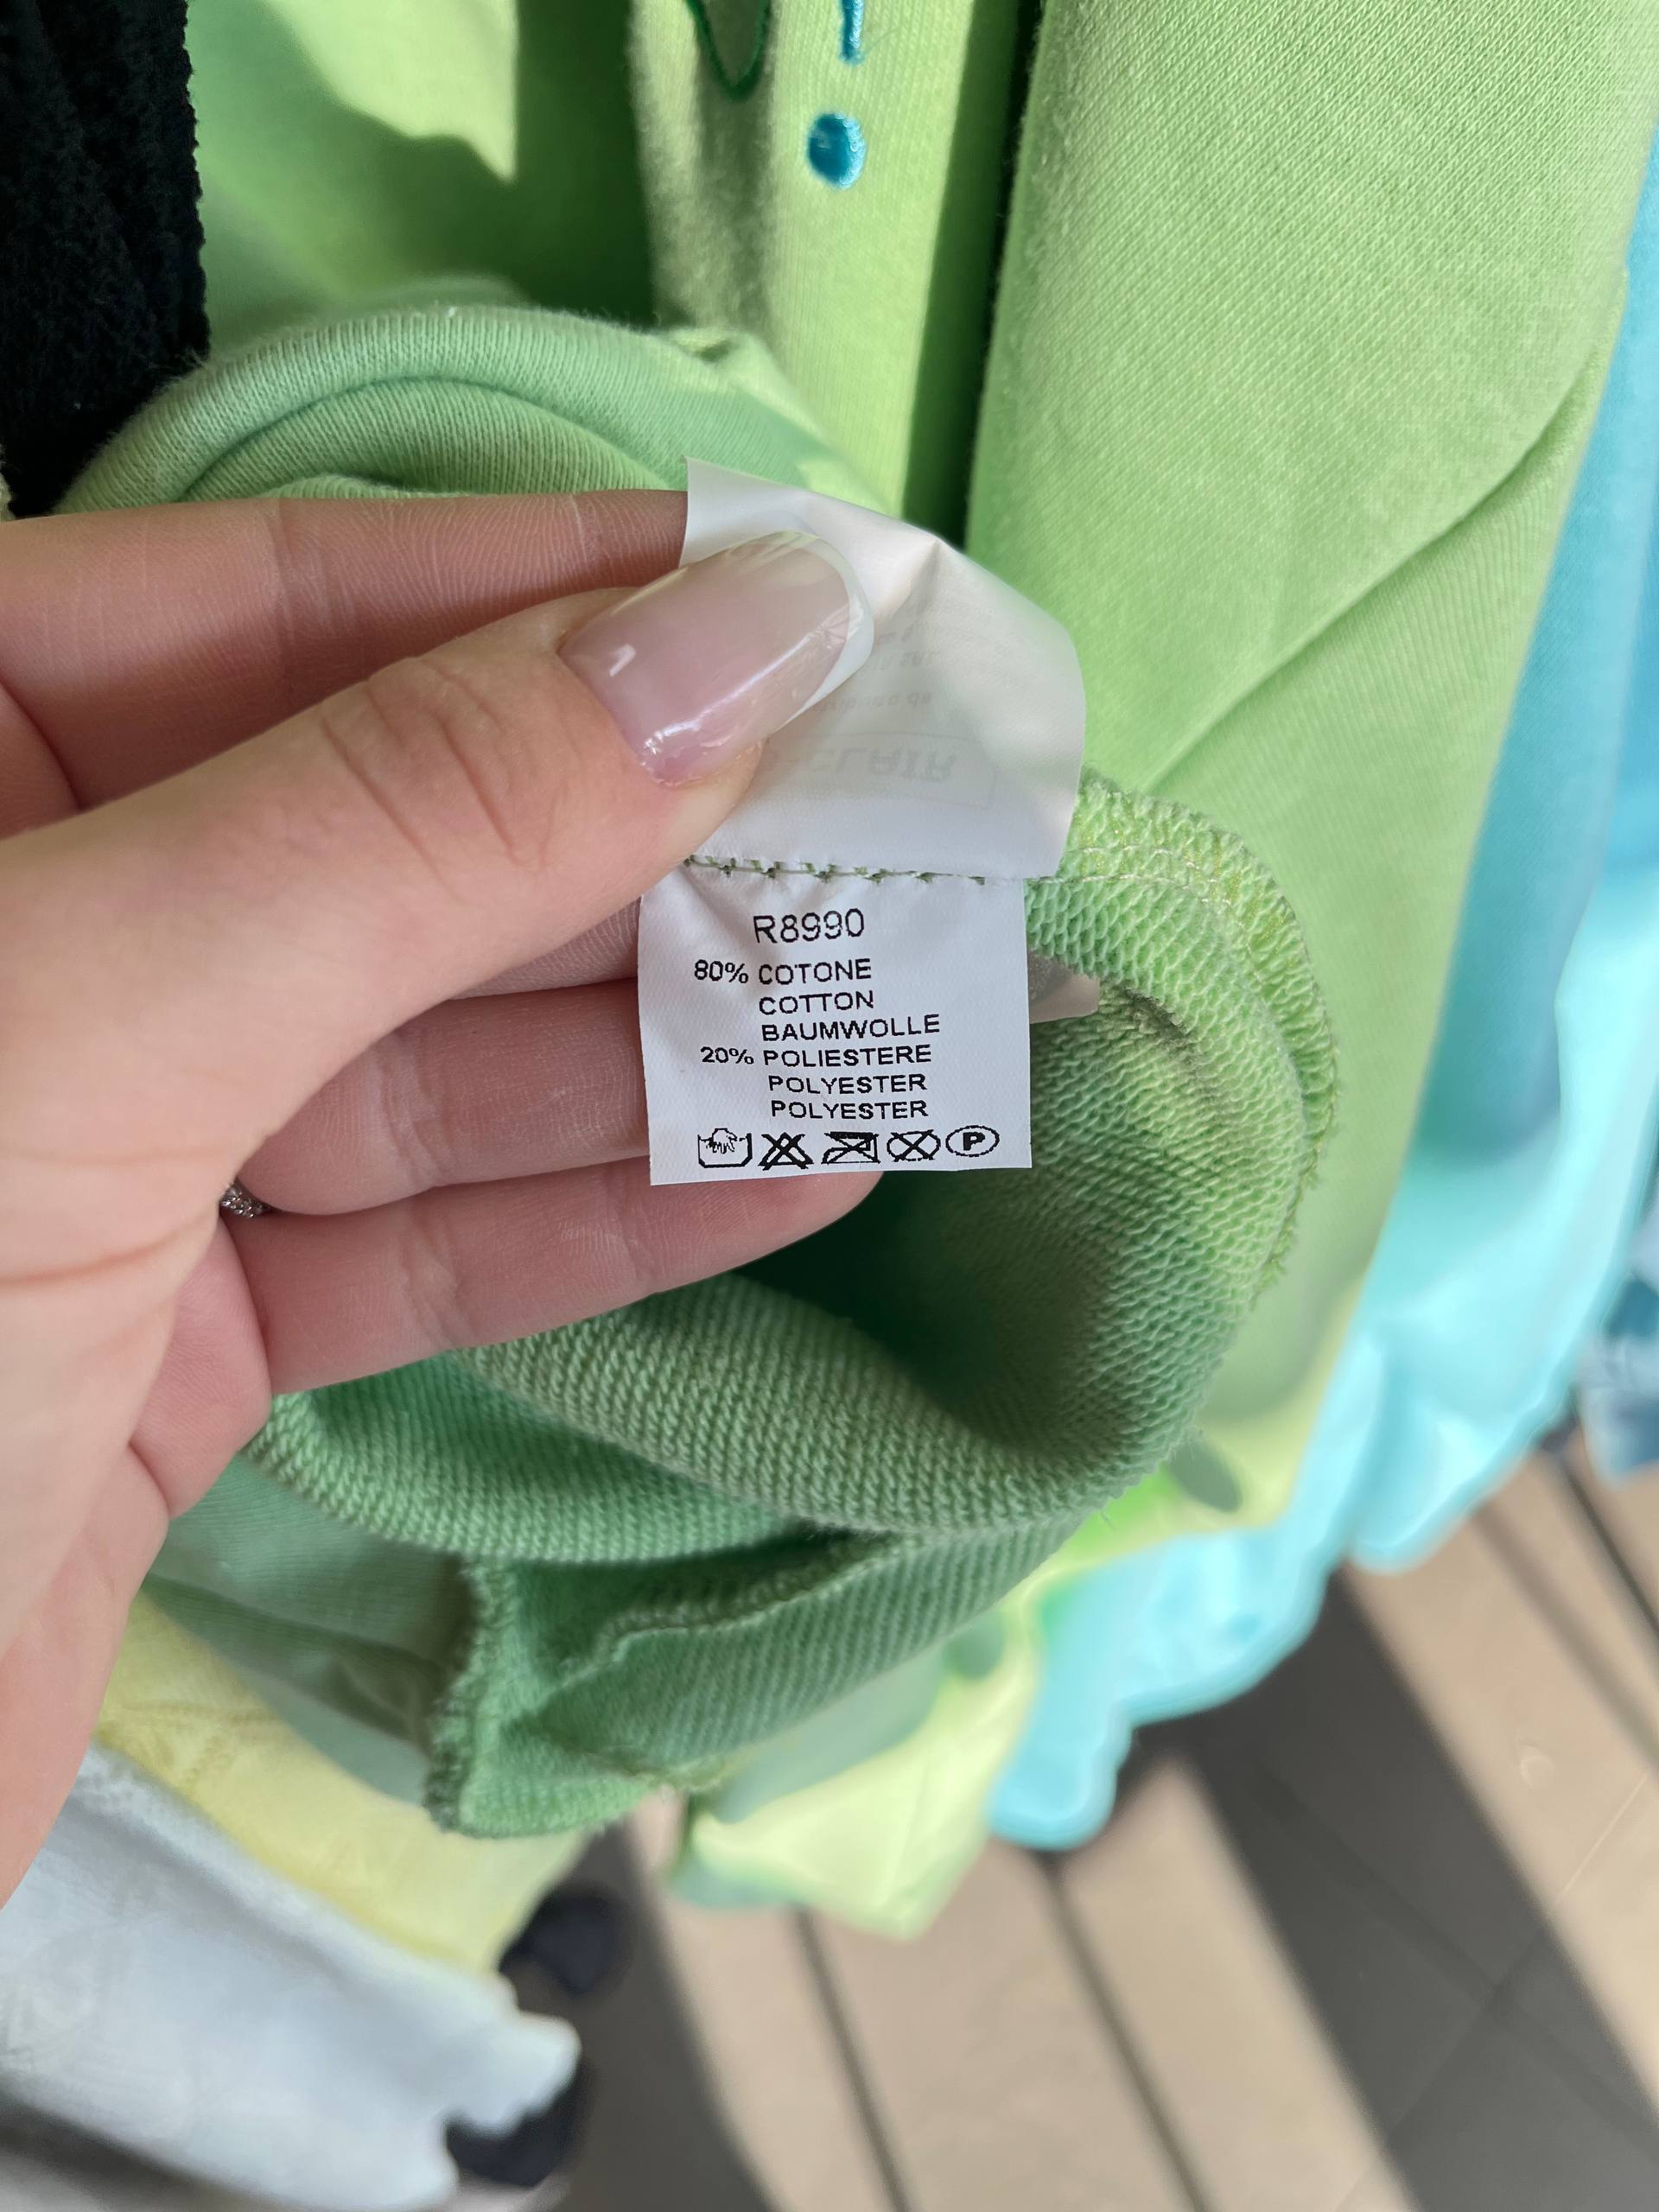 R8990
80% COTONE
COTTON
BAUMWOLLE
20% POLIESTERE
POLYESTER
POLYESTER
P